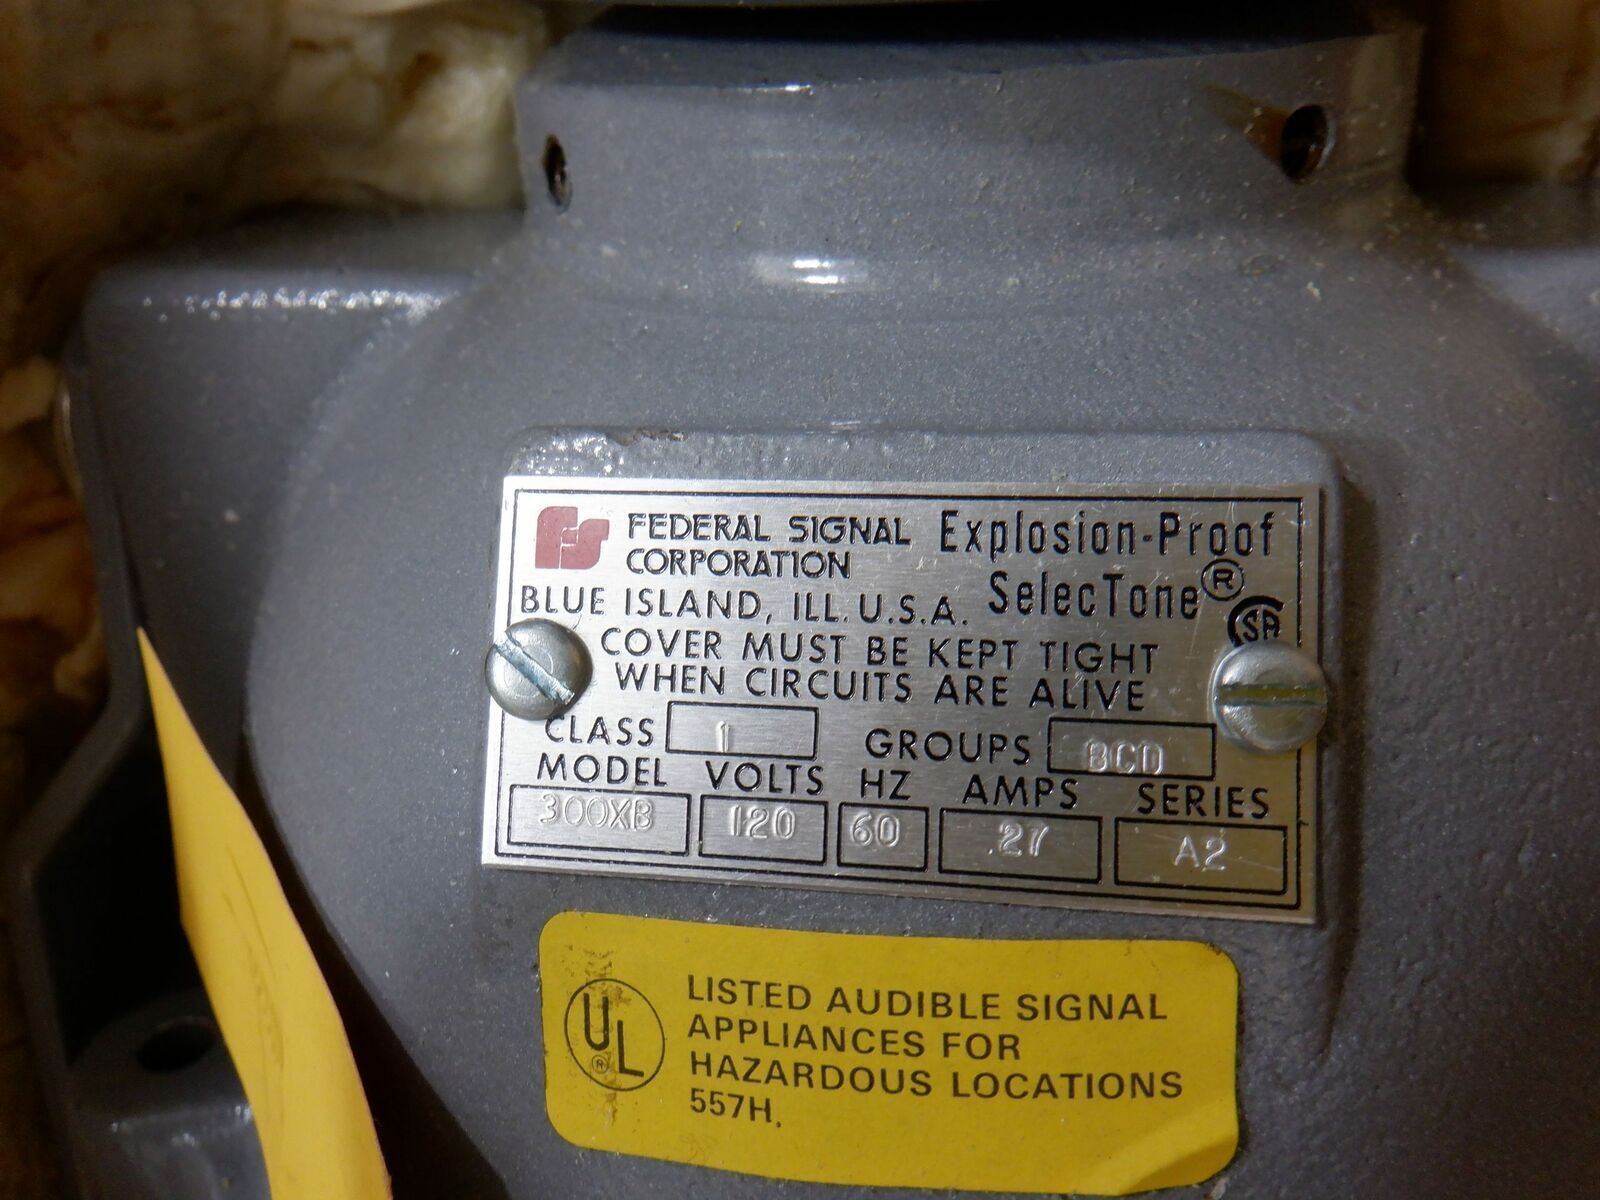 FS FEDERAL SIGNAL
CORPORATION
Explosion-Proof
SelecTone®
BLUE ISLAND, ILL. U.S.A.
SA
COVER MUST BE KEPT TIGHT
WHEN CIRCUITS ARE ALIVE
CLASS 1 GROUPS BCD
MODEL VOLTS HZ AMPS SERIES
300XB 120 60 .27 A2
UL®
LISTED AUDIBLE SIGNAL
APPLIANCES FOR
HAZARDOUS LOCATIONS
557H.